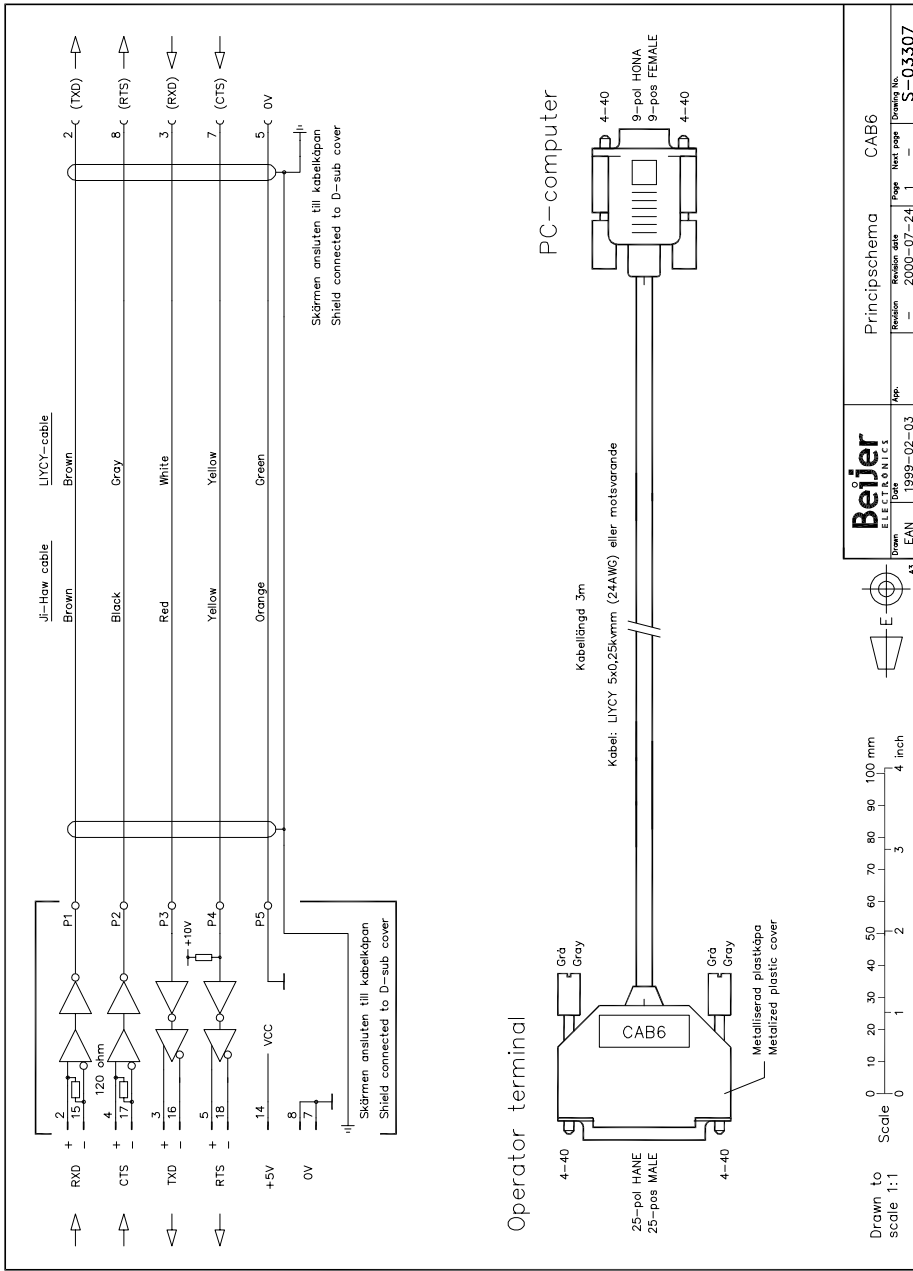 Ji-Haw cable
LIYCY-cable
RXD + 2
- 15
120 ohm
P1
Brown
Brown
2 (TXD)
CTS + 4
- 17
P2
Black
Gray
8 (RTS)
TXD + 3
- 16
P3
Red
White
3 (RXD)
+10V
RTS + 5
- 18
P4
Yellow
Yellow
7 (CTS)
+5V 14
VCC
P5
Orange
Green
5 0V
0V
8
7
Skärmen ansluten till kabelkåpan
Shield connected to D-sub cover
Skärmen ansluten till kabelkåpan
Shield connected to D-sub cover
Operator terminal
PC-computer
4-40
Grå
Gray
25-pol HANE
25-pos MALE
CAB6
4-40
Grå
Gray
Metalliserad plastkåpa
Metalized plastic cover
Kabellängd 3m
Kabel: LIYCY 5x0,25kvmm (24AWG) eller motsvarande
4-40
9-pol HONA
9-pos FEMALE
4-40
Drawn to
scale 1:1
Scale
0 10 20 30 40 50 60 70 80 90 100 mm
0 1 2 3 4 inch
E
A3
Beijer
ELECTRONICS
Principschema CAB6
Drawn
EAN
Date
1999-02-03
App.
Revision
-
Revision date
2000-07-24
Page
1
Next page
-
Drawing No.
S-03307